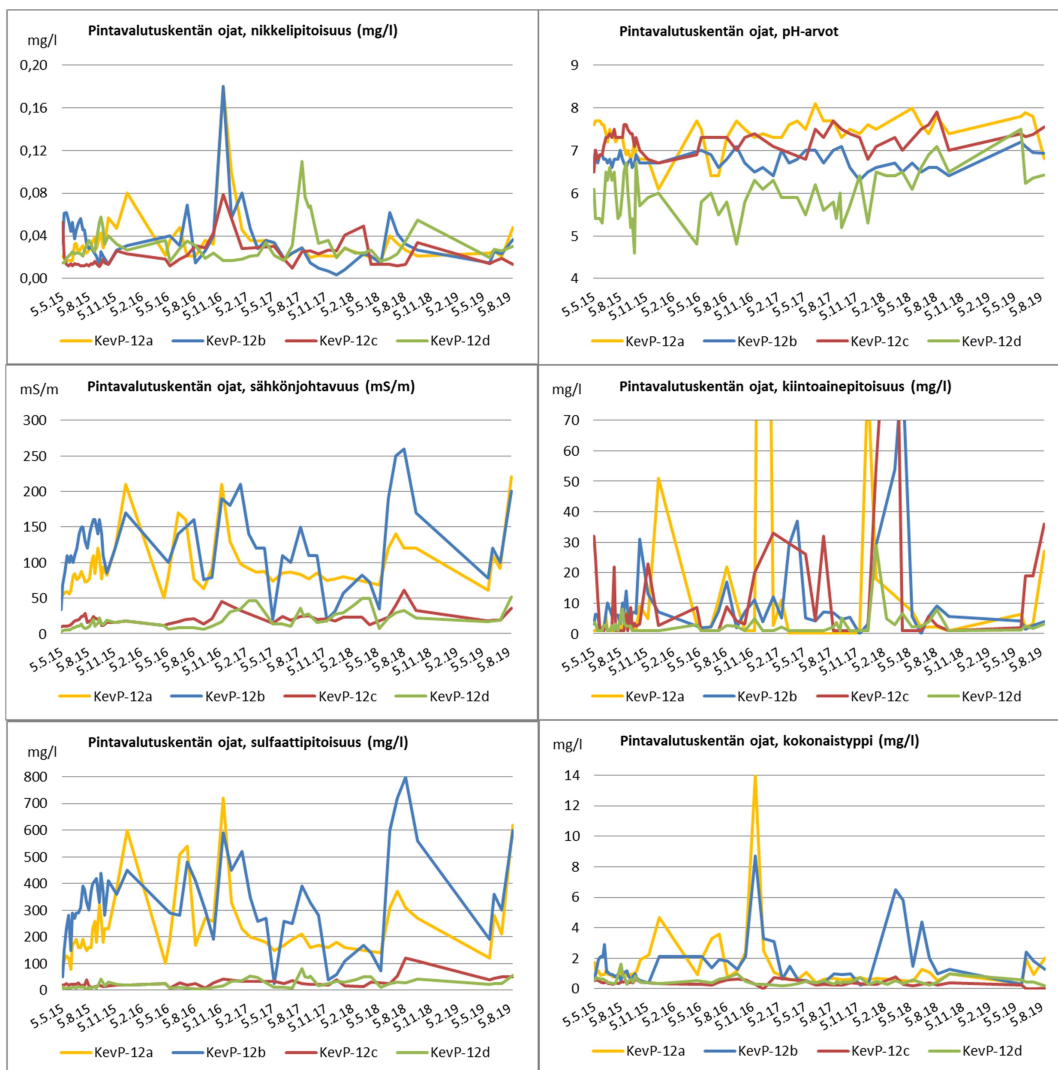 Pintavalutuskentän ojat, nikkelipitoisuus (mg/l)
mg/l
0,20
0,16
0,12
0,08
0,04
0,00
5.5.15 5.8.15 5.11.15 5.2.16 5.5.16 5.8.16 5.11.16 5.2.17 5.5.17 5.8.17 5.11.17 5.2.18 5.5.18 5.8.18 5.11.18 5.2.19 5.5.19 5.8.19
KevP-12a KevP-12b KevP-12c KevP-12d
Pintavalutuskentän ojat, pH-arvot
9
8
7
6
5
4
5.5.15 5.8.15 5.11.15 5.2.16 5.5.16 5.8.16 5.11.16 5.2.17 5.5.17 5.8.17 5.11.17 5.2.18 5.5.18 5.8.18 5.11.18 5.2.19 5.5.19 5.8.19
KevP-12a KevP-12b KevP-12c KevP-12d
mS/m
Pintavalutuskentän ojat, sähkönjohtavuus (mS/m)
300
250
200
150
100
50
0
5.5.15 5.8.15 5.11.15 5.2.16 5.5.16 5.8.16 5.11.16 5.2.17 5.5.17 5.8.17 5.11.17 5.2.18 5.5.18 5.8.18 5.11.18 5.2.19 5.5.19 5.8.19
KevP-12a KevP-12b KevP-12c KevP-12d
mg/l
Pintavalutuskentän ojat, kiintoainepitoisuus (mg/l)
70
60
50
40
30
20
10
0
5.5.15 5.8.15 5.11.15 5.2.16 5.5.16 5.8.16 5.11.16 5.2.17 5.5.17 5.8.17 5.11.17 5.2.18 5.5.18 5.8.18 5.11.18 5.2.19 5.5.19 5.8.19
KevP-12a KevP-12b KevP-12c KevP-12d
Pintavalutuskentän ojat, sulfaattipitoisuus (mg/l)
mg/l
800
700
600
500
400
300
200
100
0
5.5.15 5.8.15 5.11.15 5.2.16 5.5.16 5.8.16 5.11.16 5.2.17 5.5.17 5.8.17 5.11.17 5.2.18 5.5.18 5.8.18 5.11.18 5.2.19 5.5.19 5.8.19
KevP-12a KevP-12b KevP-12c KevP-12d
Pintavalutuskentän ojat, kokonaistyppi (mg/l)
mg/l
14
12
10
8
6
4
2
0
5.5.15 5.8.15 5.11.15 5.2.16 5.5.16 5.8.16 5.11.16 5.2.17 5.5.17 5.8.17 5.11.17 5.2.18 5.5.18 5.8.18 5.11.18 5.2.19 5.5.19 5.8.19
KevP-12a KevP-12b KevP-12c KevP-12d